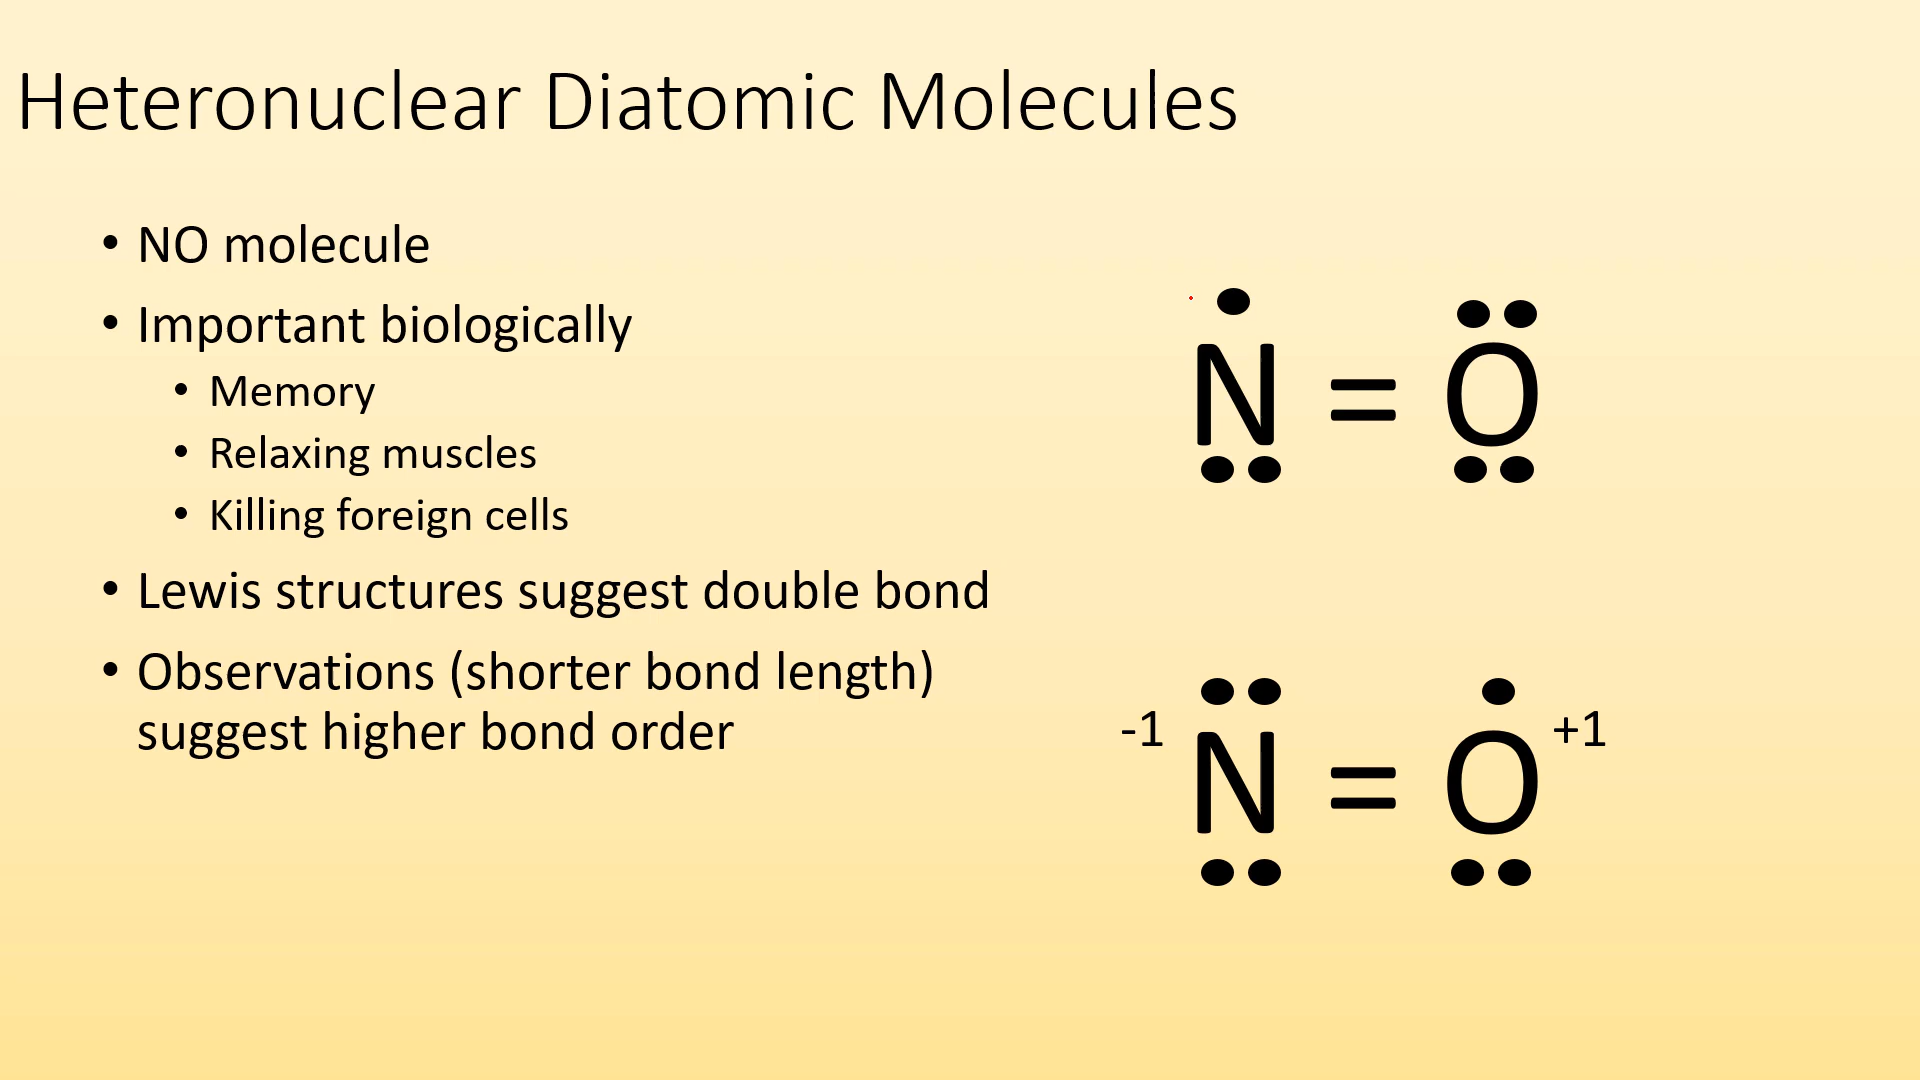 Heteronuclear Diatomic Molecules
• NO molecule
• Important biologically
• Memory
• Relaxing muscles
• Killing foreign cells
• Lewis structures suggest double bond
• Observations (shorter bond length)
suggest higher bond order
N = O
-1 N = O +1